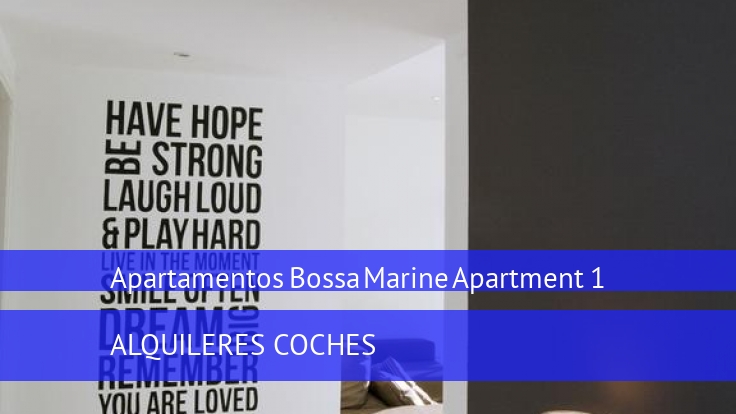 HAVE HOPE
BE STRONG
LAUGH LOUD
& PLAY HARD
LIVE IN THE MOMENT
Apartamentos Bossa Marine Apartment 1
SMILE OFTEN
DREAM BIG
ALQUILERES COCHES
REMEMBER
YOU ARE LOVED